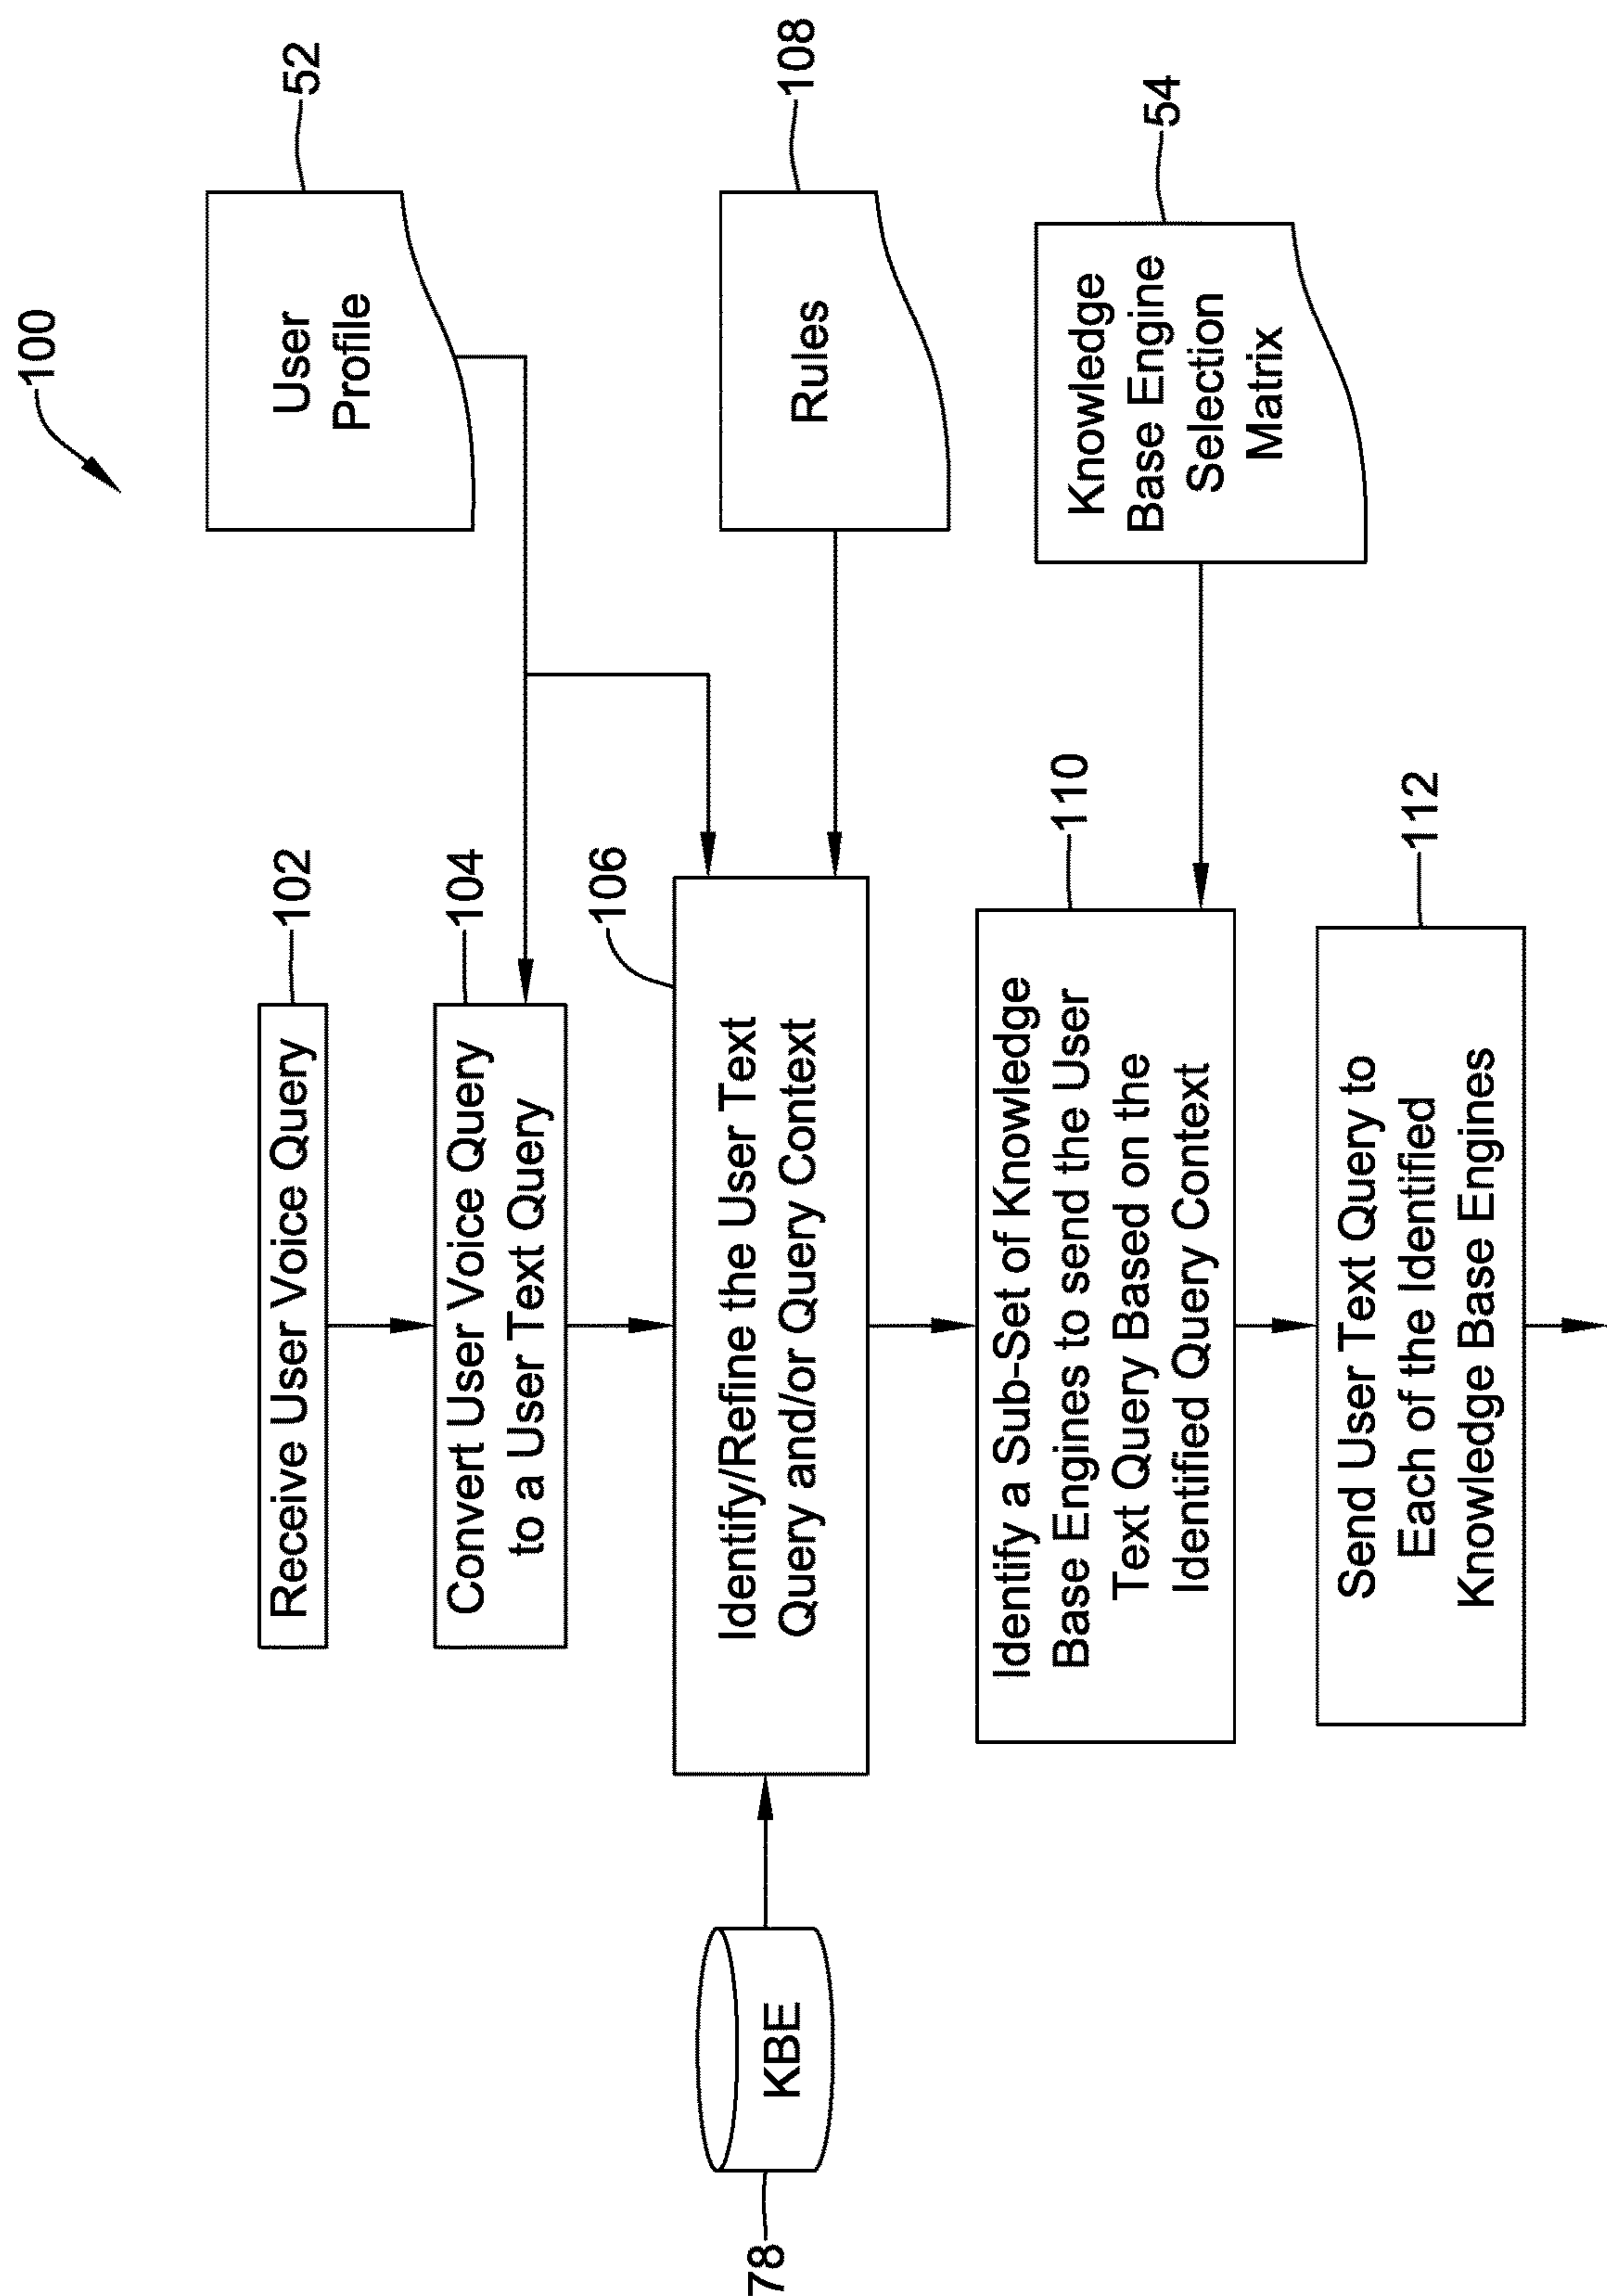 100
User
Profile
52
Receive User Voice Query
102
Convert User Voice Query
to a User Text Query
104
106
Identify/Refine the User Text
Query and/or Query Context
Rules
108
KBE
78
Identify a Sub-Set of Knowledge
Base Engines to send the User
Text Query Based on the
Identified Query Context
110
Knowledge
Base Engine
Selection
Matrix
54
Send User Text Query to
Each of the Identified
Knowledge Base Engines
112